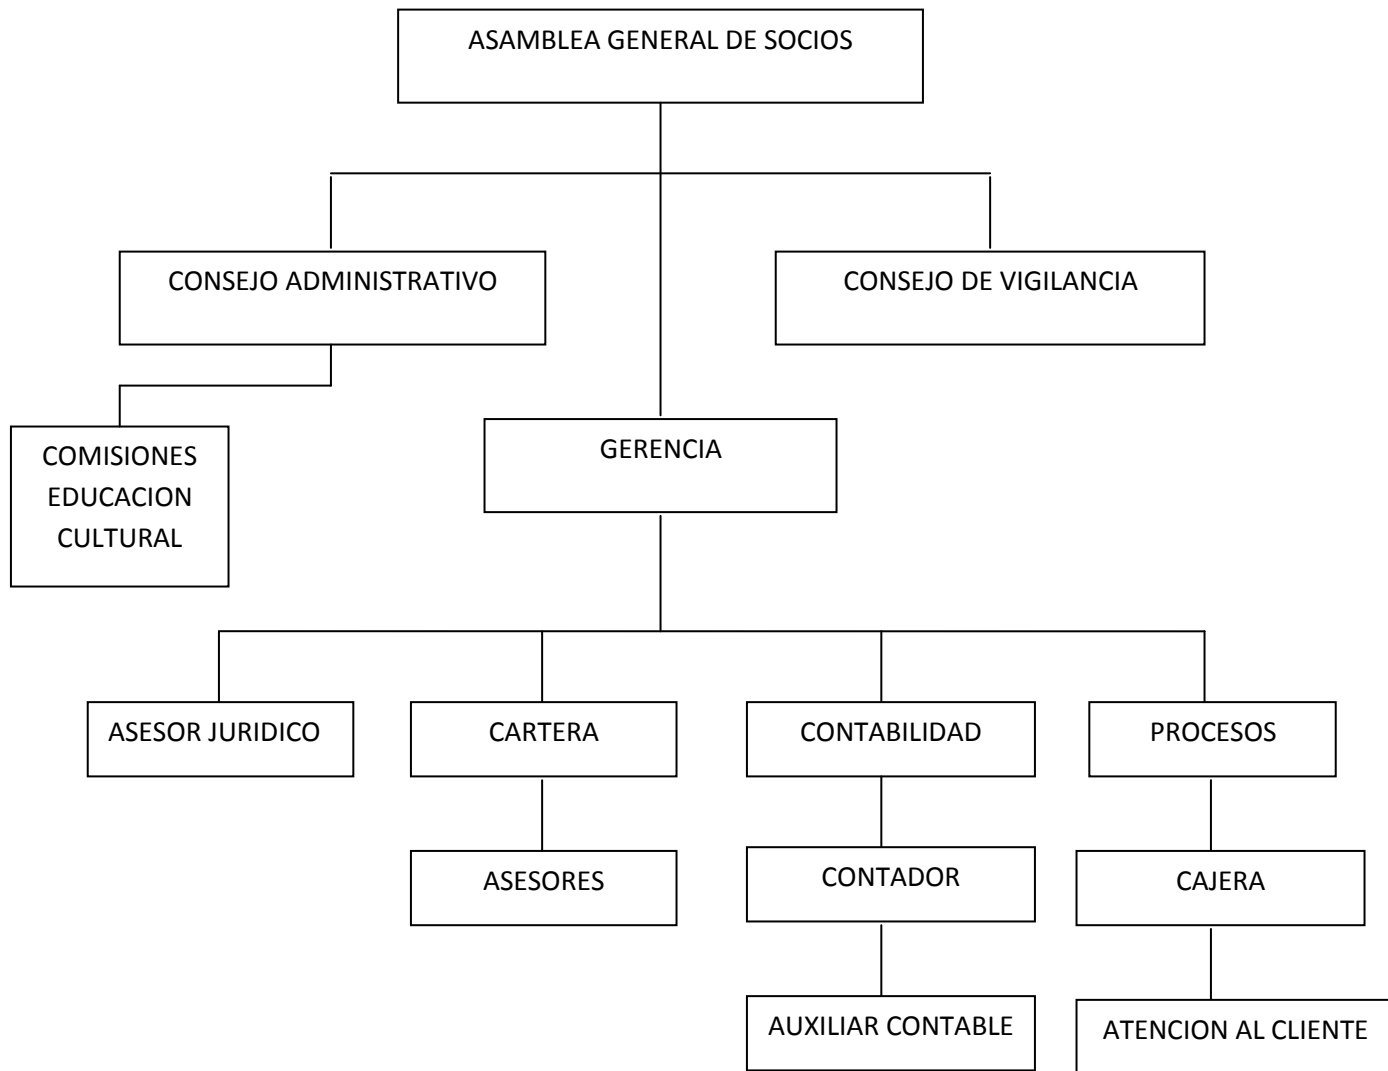 ASAMBLEA GENERAL DE SOCIOS
CONSEJO ADMINISTRATIVO
CONSEJO DE VIGILANCIA
COMISIONES
EDUCACION
CULTURAL
GERENCIA
ASESOR JURIDICO
CARTERA
CONTABILIDAD
PROCESOS
ASESORES
CONTADOR
CAJERA
AUXILIAR CONTABLE
ATENCION AL CLIENTE